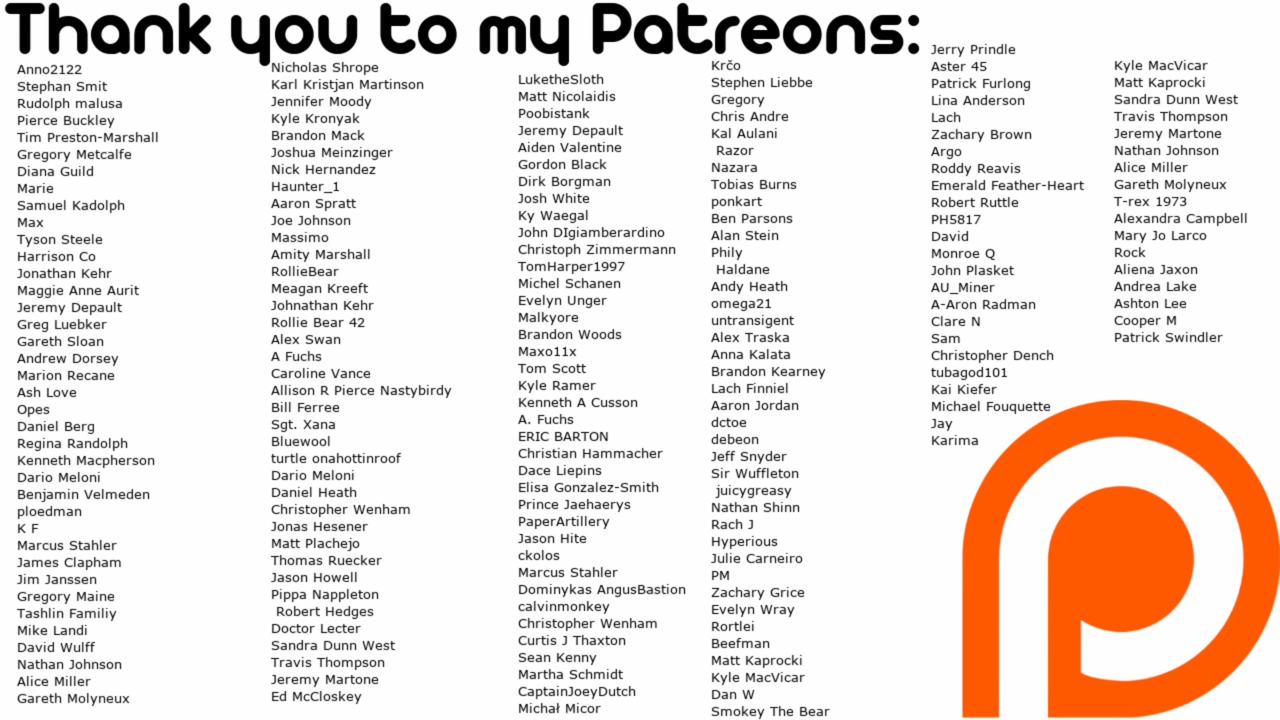 Thank you to my Patreons:
Anno2122
Stephan Smit
Rudolph malusa
Pierce Buckley
Tim Preston-Marshall
Gregory Metcalfe
Diana Guild
Marie
Samuel Kadolph
Max
Tyson Steele
Harrison Co
Jonathan Kehr
Maggie Anne Aurit
Jeremy Depault
Greg Luebker
Gareth Sloan
Andrew Dorsey
Marion Recane
Ash Love
Opes
Daniel Berg
Regina Randolph
Kenneth Macpherson
Dario Meloni
Benjamin Velmeden
ploedman
K F
Marcus Stahler
James Clapham
Jim Janssen
Gregory Maine
Tashlin Familiy
Mike Landi
David Wulff
Nathan Johnson
Alice Miller
Gareth Molyneux
Nicholas Shrope
Karl Kristjan Martinson
Jennifer Moody
Kyle Kronyak
Brandon Mack
Joshua Meinzinger
Nick Hernandez
Haunter_1
Aaron Spratt
Joe Johnson
Massimo
Amity Marshall
RollieBear
Meagan Kreeft
Johnathan Kehr
Rollie Bear 42
Alex Swan
A Fuchs
Caroline Vance
Allison R Pierce Nastybirdy
Bill Ferree
Sgt. Xana
Bluewool
turtle onahottinroof
Dario Meloni
Daniel Heath
Christopher Wenham
Jonas Hesener
Matt Plachejo
Thomas Ruecker
Jason Howell
Pippa Nappleton
Robert Hedges
Doctor Lecter
Sandra Dunn West
Travis Thompson
Jeremy Martone
Ed McCloskey
LuketheSloth
Matt Nicolaidis
Poobistank
Jeremy Depault
Aiden Valentine
Gordon Black
Dirk Borgman
Josh White
Ky Waegal
John DIgiamberardino
Christoph Zimmermann
TomHarper1997
Michel Schanen
Evelyn Unger
Malkyore
Brandon Woods
Maxo11x
Tom Scott
Kyle Ramer
Kenneth A Cusson
A. Fuchs
ERIC BARTON
Christian Hammacher
Dace Liepins
Elisa Gonzalez-Smith
Prince Jaehaerys
PaperArtillery
Jason Hite
ckolos
Marcus Stahler
Dominykas AngusBastion
calvinmonkey
Christopher Wenham
Curtis J Thaxton
Sean Kenny
Martha Schmidt
CaptainJoeyDutch
Michał Micor
Krčo
Stephen Liebbe
Gregory
Chris Andre
Kal Aulani
Razor
Nazara
Tobias Burns
ponkart
Ben Parsons
Alan Stein
Phily
Haldane
Andy Heath
omega21
untransigent
Alex Traska
Anna Kalata
Brandon Kearney
Lach Finniel
Aaron Jordan
dctoe
debeon
Jeff Snyder
Sir Wuffleton
juicygreasy
Nathan Shinn
Rach J
Hyperious
Julie Carneiro
PM
Zachary Grice
Evelyn Wray
Rortlei
Beefman
Matt Kaprocki
Kyle MacVicar
Dan W
Smokey The Bear
Jerry Prindle
Aster 45
Patrick Furlong
Lina Anderson
Lach
Zachary Brown
Argo
Roddy Reavis
Emerald Feather-Heart
Robert Ruttle
PH5817
David
Monroe Q
John Plasket
AU_Miner
A-Aron Radman
Clare N
Sam
Christopher Dench
tubagod101
Kai Kiefer
Michael Fouquette
Jay
Karima
Kyle MacVicar
Matt Kaprocki
Sandra Dunn West
Travis Thompson
Jeremy Martone
Nathan Johnson
Alice Miller
Gareth Molyneux
T-rex 1973
Alexandra Campbell
Mary Jo Larco
Rock
Aliena Jaxon
Andrea Lake
Ashton Lee
Cooper M
Patrick Swindler